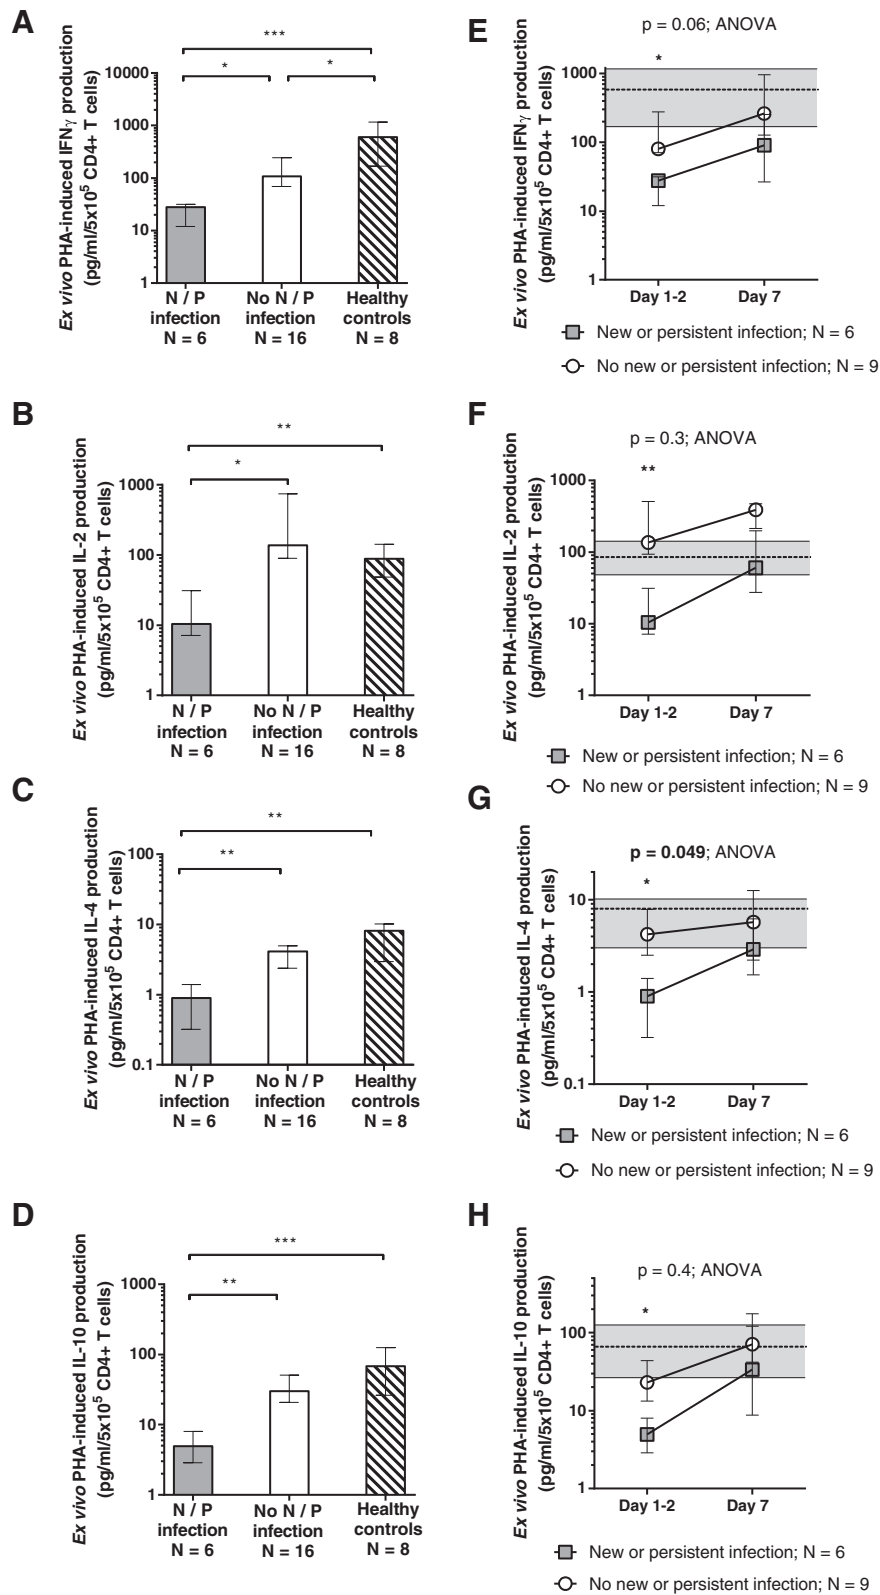 A
Ex vivo PHA-induced IFNγ production
(pg/ml/5x10⁵ CD4+ T cells)
***
*
*
10000
1000
100
10
1
N / P
infection
N = 6
No N / P
infection
N = 16
Healthy
controls
N = 8
E
p = 0.06; ANOVA
*
Ex vivo PHA-induced IFNγ production
(pg/ml/5x10⁵ CD4+ T cells)
1000
100
10
1
Day 1-2
Day 7
New or persistent infection; N = 6
No new or persistent infection; N = 9
B
Ex vivo PHA-induced IL-2 production
(pg/ml/5x10⁵ CD4+ T cells)
**
*
1000
100
10
1
N / P
infection
N = 6
No N / P
infection
N = 16
Healthy
controls
N = 8
F
p = 0.3; ANOVA
**
Ex vivo PHA-induced IL-2 production
(pg/ml/5x10⁵ CD4+ T cells)
1000
100
10
1
Day 1-2
Day 7
New or persistent infection; N = 6
No new or persistent infection; N = 9
C
Ex vivo PHA-induced IL-4 production
(pg/ml/5x10⁵ CD4+ T cells)
**
**
100
10
1
0.1
N / P
infection
N = 6
No N / P
infection
N = 16
Healthy
controls
N = 8
G
p = 0.049; ANOVA
*
Ex vivo PHA-induced IL-4 production
(pg/ml/5x10⁵ CD4+ T cells)
10
1
0.1
Day 1-2
Day 7
New or persistent infection; N = 6
No new or persistent infection; N = 9
D
Ex vivo PHA-induced IL-10 production
(pg/ml/5x10⁵ CD4+ T cells)
***
**
1000
100
10
1
N / P
infection
N = 6
No N / P
infection
N = 16
Healthy
controls
N = 8
H
p = 0.4; ANOVA
*
Ex vivo PHA-induced IL-10 production
(pg/ml/5x10⁵ CD4+ T cells)
100
10
1
Day 1-2
Day 7
New or persistent infection; N = 6
No new or persistent infection; N = 9